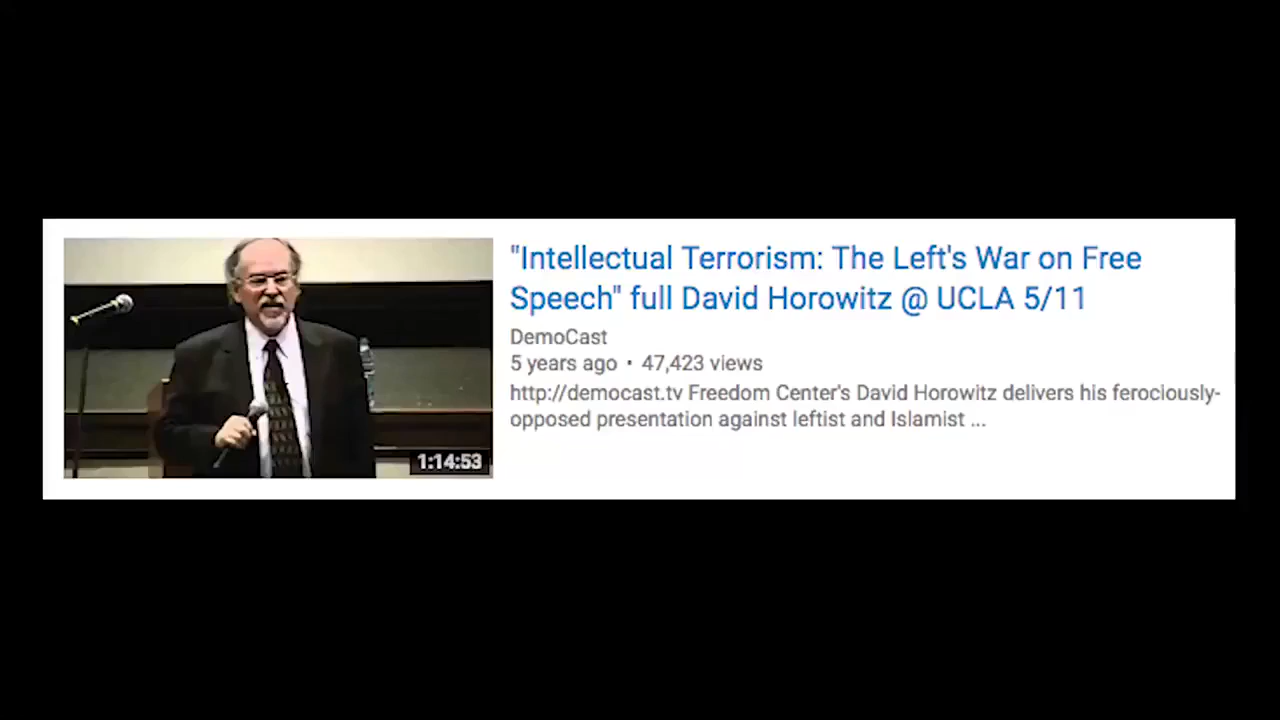 "Intellectual Terrorism: The Left's War on Free
Speech" full David Horowitz @ UCLA 5/11
DemoCast
5 years ago • 47,423 views
http://democast.tv Freedom Center's David Horowitz delivers his ferociously-
opposed presentation against leftist and Islamist ...
1:14:53